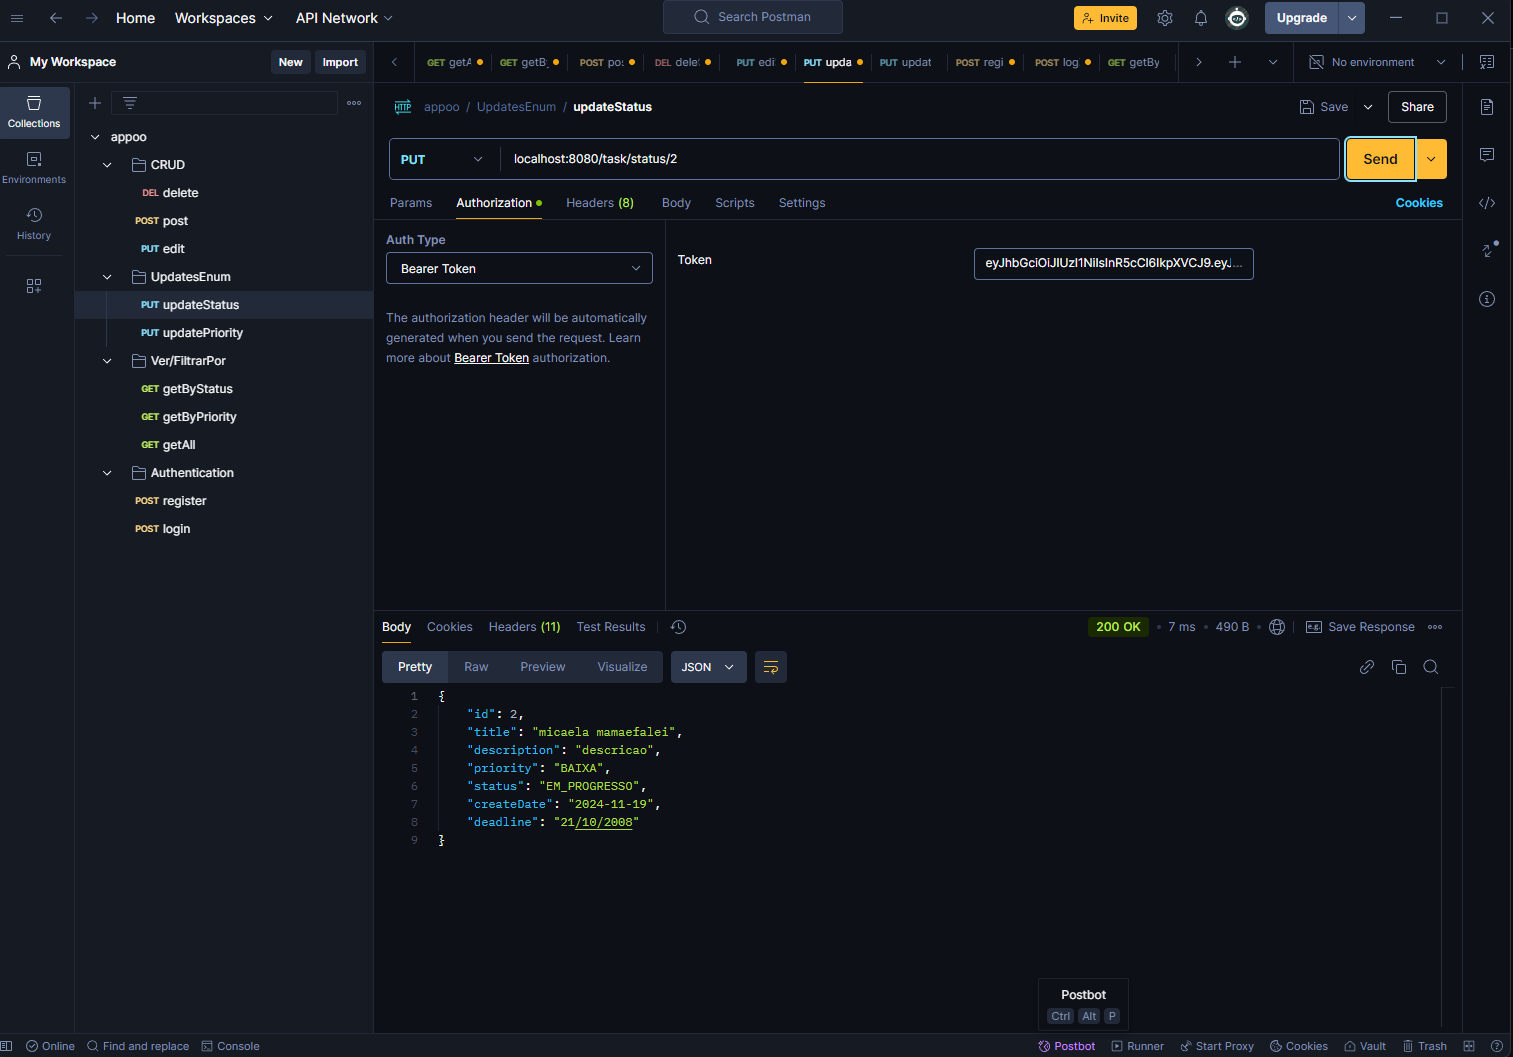 Home Workspaces API Network Search Postman Invite Upgrade
My Workspace New Import
GET getA GET getB POST po DEL dele PUT edi PUT upda PUT updat POST regi POST log GET getBy No environment
Collections
Environments
History
appoo
CRUD
DEL delete
POST post
PUT edit
UpdatesEnum
PUT updateStatus
PUT updatePriority
Ver/FiltrarPor
GET getByStatus
GET getByPriority
GET getAll
Authentication
POST register
POST login
HTTP appoo / UpdatesEnum / updateStatus Save Share
PUT localhost:8080/task/status/2 Send
Params Authorization Headers (8) Body Scripts Settings Cookies
Auth Type
Bearer Token
The authorization header will be automatically
generated when you send the request. Learn
more about Bearer Token authorization.
Token
Body Cookies Headers (11) Test Results 200 OK • 7 ms • 490 B • e.g. Save Response
Pretty Raw Preview Visualize JSON
1 {
2 "id": 2,
3 "title": "micaela mamaefalei",
4 "description": "descricao",
5 "priority": "BAIXA",
6 "status": "EM_PROGRESSO",
7 "createDate": "2024-11-19",
8 "deadline": "21/10/2008"
9 }
Postbot
Ctrl Alt P
Online Find and replace Console Postbot Runner Start Proxy Cookies Vault Trash